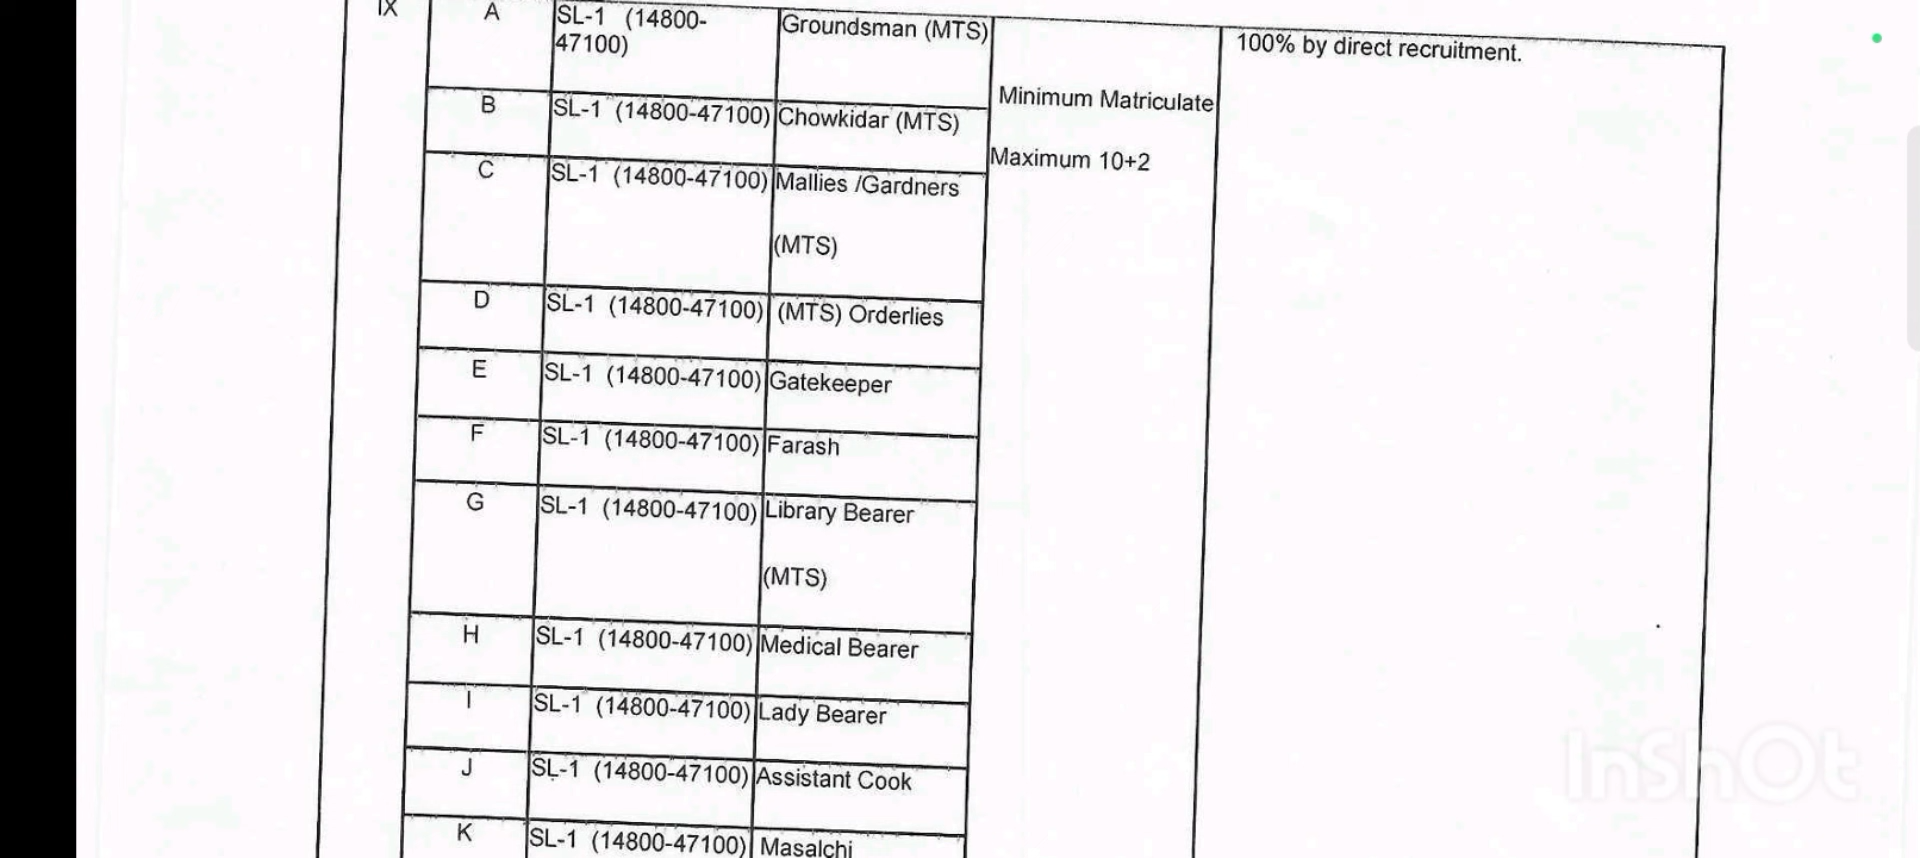 IX A SL-1 (14800-
47100) Groundsman (MTS) 100% by direct recruitment.
Minimum Matriculate
B SL-1 (14800-47100) Chowkidar (MTS)
Maximum 10+2
C SL-1 (14800-47100) Mallies /Gardners
(MTS)
D SL-1 (14800-47100) (MTS) Orderlies
E SL-1 (14800-47100) Gatekeeper
F SL-1 (14800-47100) Farash
G SL-1 (14800-47100) Library Bearer
(MTS)
H SL-1 (14800-47100) Medical Bearer
I SL-1 (14800-47100) Lady Bearer
J SL-1 (14800-47100) Assistant Cook
K SL-1 (14800-47100) Masalchi
InShOt